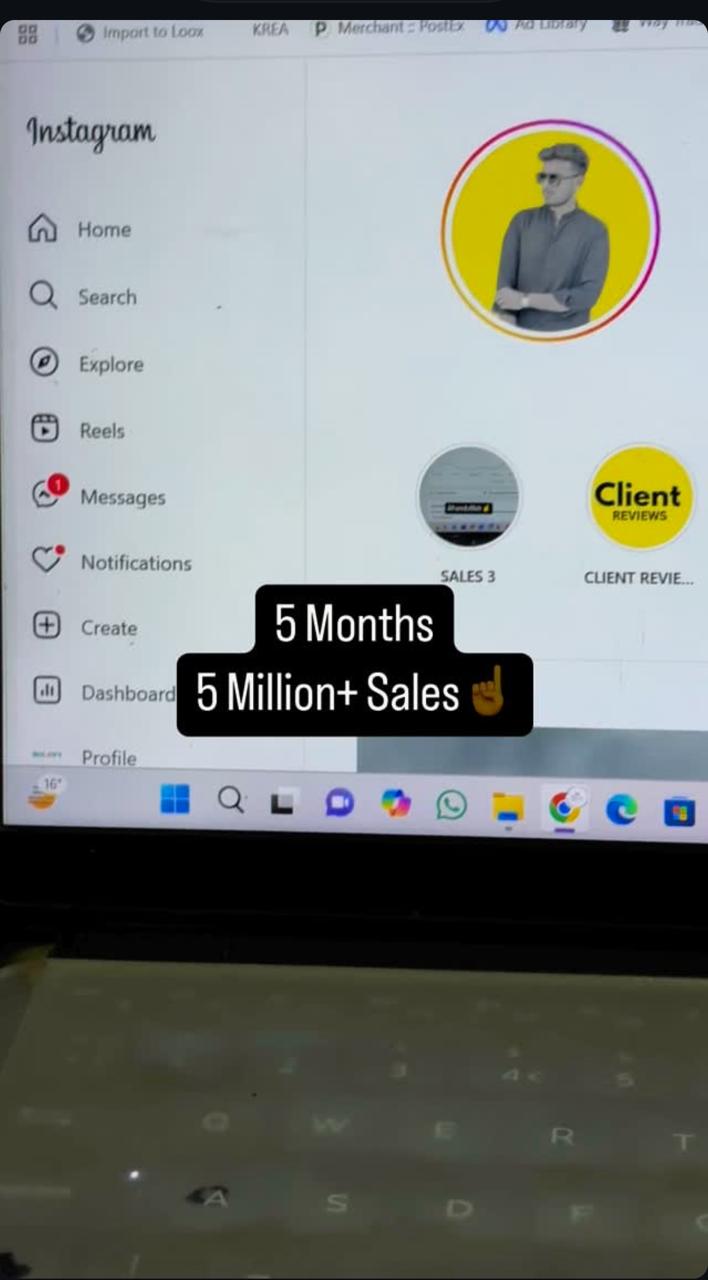 Import to Loox
KREA
Merchant :: PostEx
Ad Library
Instagram
Home
Search
Explore
Reels
1
Messages
Notifications
Create
Dashboard
Profile
Client
REVIEWS
SALES 3
CLIENT REVIE...
5 Months
5 Million+ Sales ☝🏾
16°
3
4
5
Q
W
E
R
T
A
S
D
F